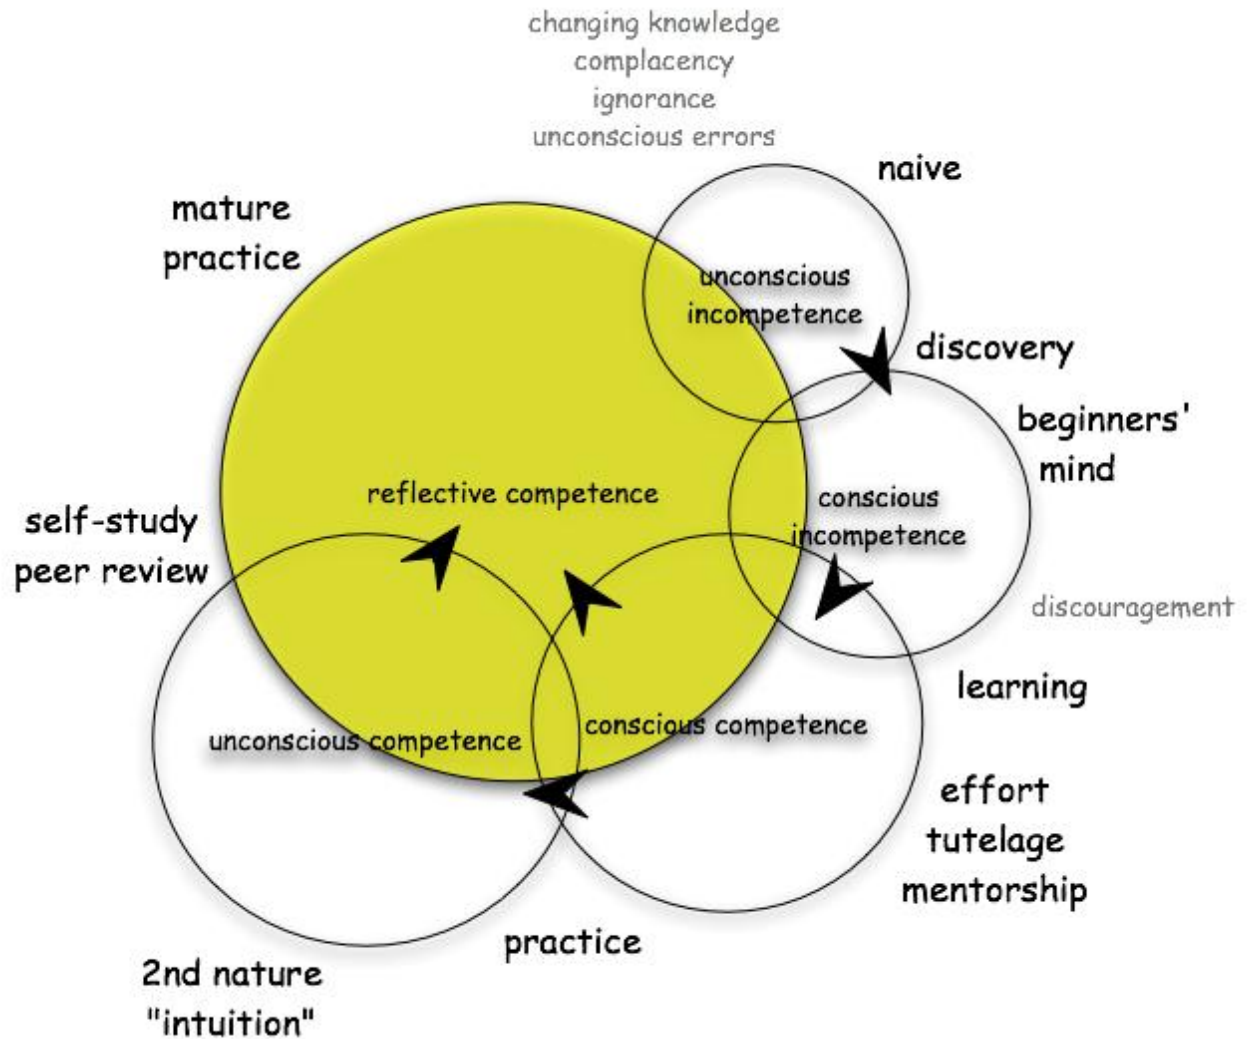 changing knowledge
complacency
ignorance
unconscious errors
naive
mature
practice
unconscious
incompetence
discovery
beginners'
mind
reflective competence
conscious
incompetence
self-study
peer review
discouragement
learning
unconscious competence
conscious competence
effort
tutelage
mentorship
practice
2nd nature
"intuition"